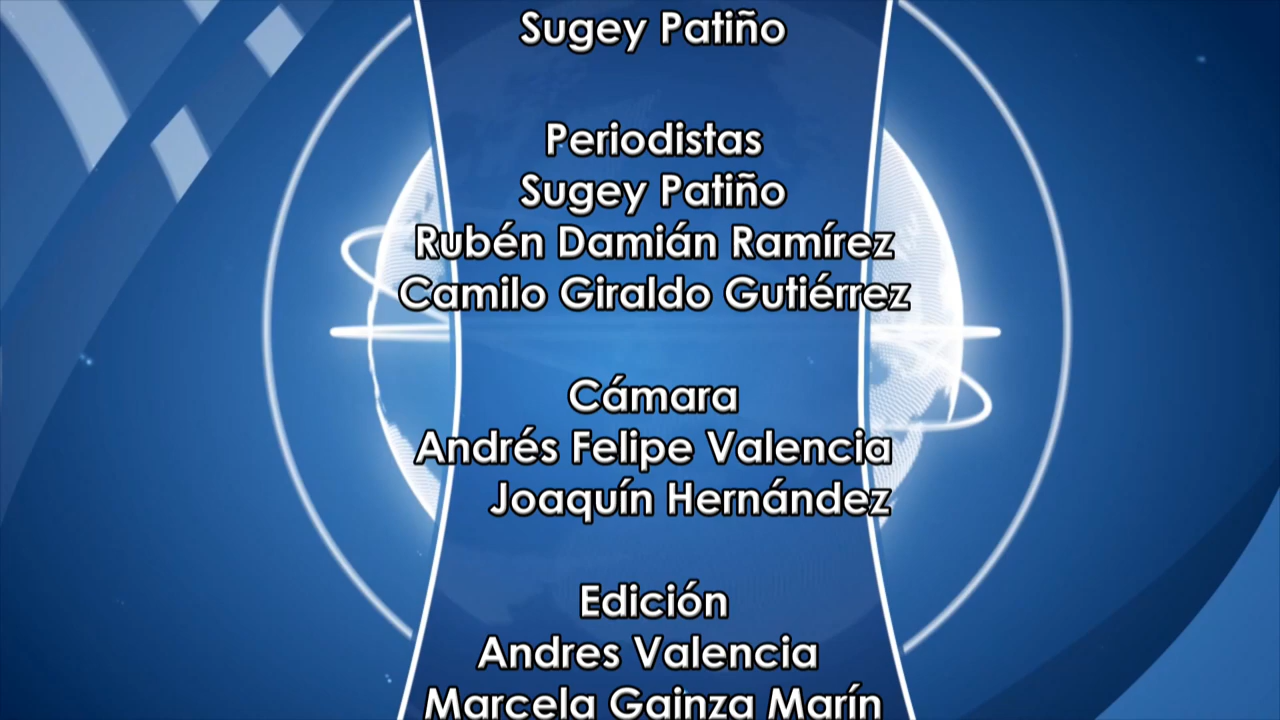 Sugey Patiño
Periodistas
Sugey Patiño
Rubén Damián Ramírez
Camilo Giraldo Gutiérrez
Cámara
Andrés Felipe Valencia
Joaquín Hernández
Edición
Andres Valencia
Marcela Gainza Marín